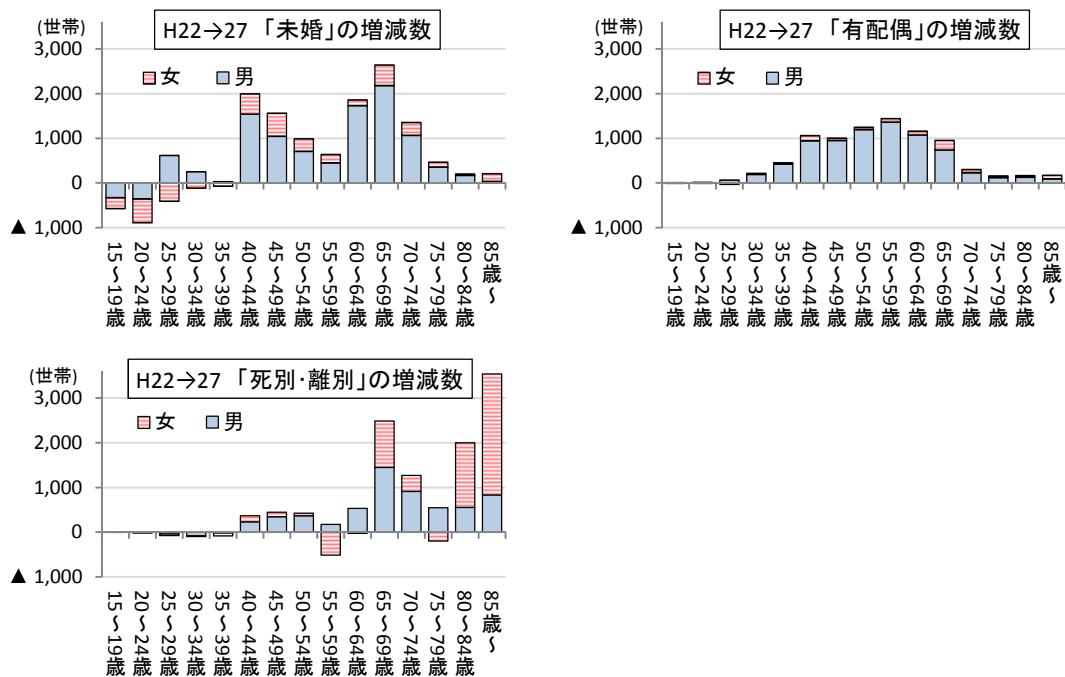 (世帯)
H22→27 「未婚」の増減数
女 男
3,000
2,000
1,000
0
▲ 1,000
15～19歳
20～24歳
25～29歳
30～34歳
35～39歳
40～44歳
45～49歳
50～54歳
55～59歳
60～64歳
65～69歳
70～74歳
75～79歳
80～84歳
85歳～
(世帯)
H22→27 「有配偶」の増減数
女 男
3,000
2,000
1,000
0
▲ 1,000
15～19歳
20～24歳
25～29歳
30～34歳
35～39歳
40～44歳
45～49歳
50～54歳
55～59歳
60～64歳
65～69歳
70～74歳
75～79歳
80～84歳
85歳～
(世帯)
H22→27 「死別・離別」の増減数
女 男
3,000
2,000
1,000
0
▲ 1,000
15～19歳
20～24歳
25～29歳
30～34歳
35～39歳
40～44歳
45～49歳
50～54歳
55～59歳
60～64歳
65～69歳
70～74歳
75～79歳
80～84歳
85歳～